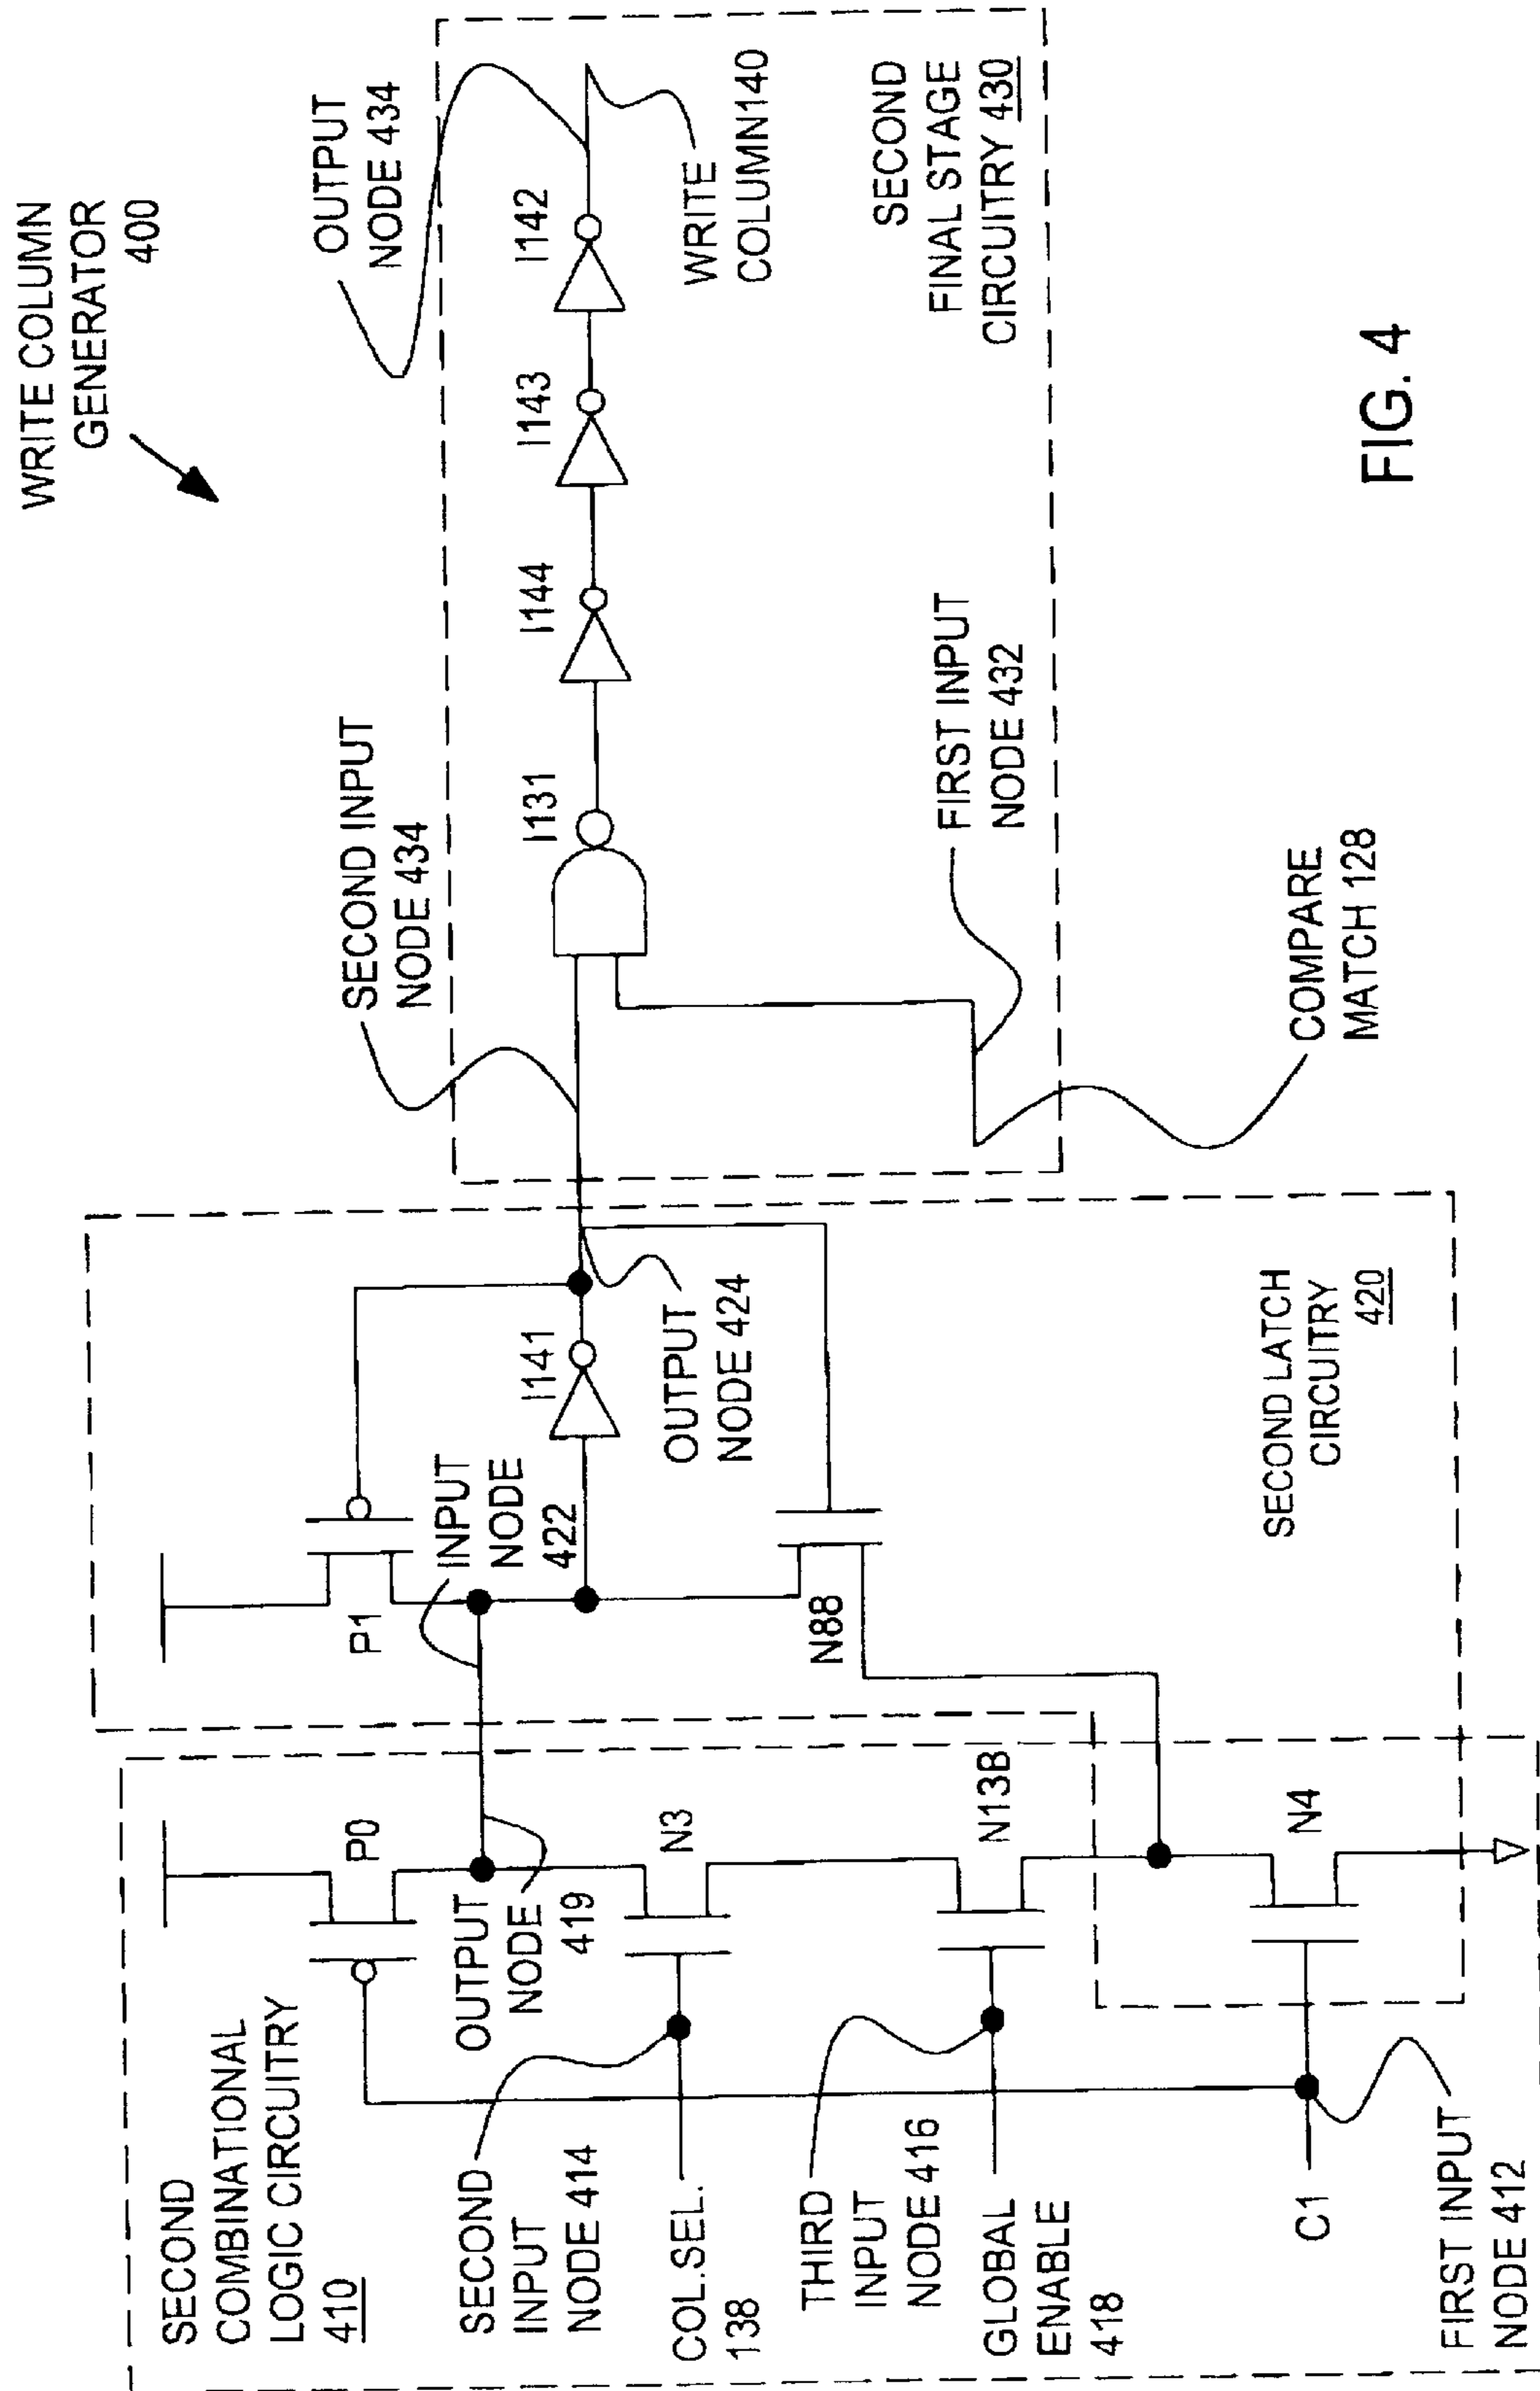 WRITE COLUMN
GENERATOR
400
SECOND
COMBINATIONAL
LOGIC CIRCUITRY
410
P0
OUTPUT
NODE
419
SECOND
INPUT
NODE 414
N3
COL.SEL.
138
THIRD
INPUT
NODE 416
N13B
GLOBAL
ENABLE
418
N4
C1
FIRST INPUT
NODE 412
P1
INPUT
NODE
422
I141
OUTPUT
NODE 424
N88
SECOND LATCH
CIRCUITRY
420
SECOND INPUT
NODE 434
I131
I144
I143
I142
OUTPUT
NODE 434
WRITE
COLUMN140
FIRST INPUT
NODE 432
COMPARE
MATCH 128
SECOND
FINAL STAGE
CIRCUITRY 430
FIG. 4